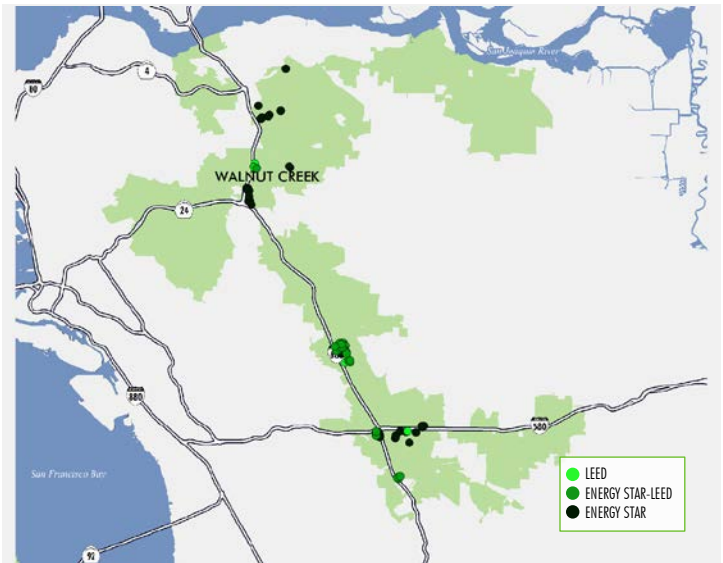 San Joaquin River
4
80
WALNUT CREEK
24
880
580
San Francisco Bay
LEED
ENERGY STAR-LEED
ENERGY STAR
92